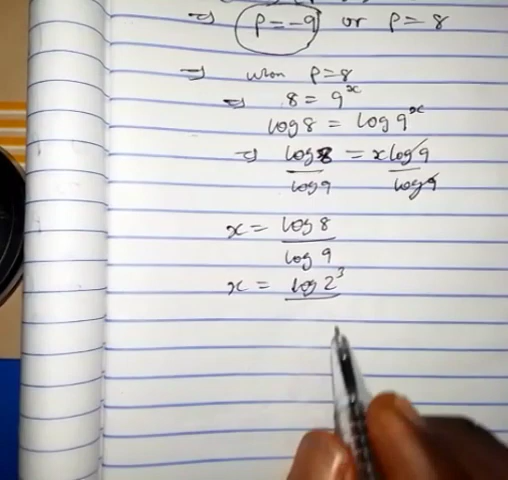 ⇒ P = -9 or P = 8
⇒ when P = 8
⇒ 8 = 9^x
log 8 = log 9^x
⇒ log 8 / log 9 = x log 9 / log 9
x = log 8 / log 9
x = log 2^3